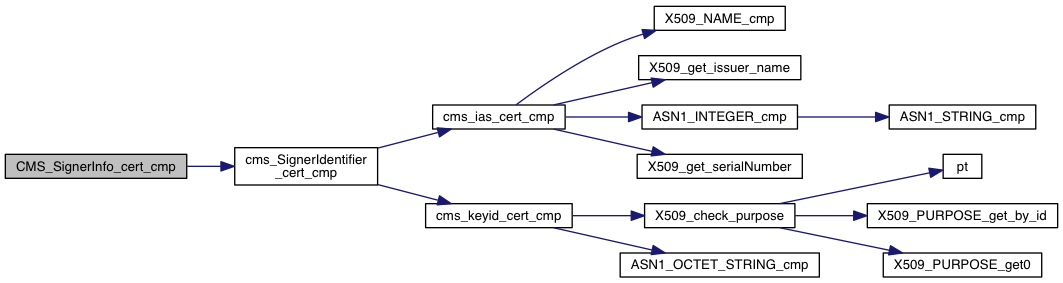 X509_NAME_cmp
X509_get_issuer_name
cms_ias_cert_cmp
ASN1_INTEGER_cmp
ASN1_STRING_cmp
CMS_SignerInfo_cert_cmp
cms_SignerIdentifier
_cert_cmp
X509_get_serialNumber
pt
cms_keyid_cert_cmp
X509_check_purpose
X509_PURPOSE_get_by_id
ASN1_OCTET_STRING_cmp
X509_PURPOSE_get0